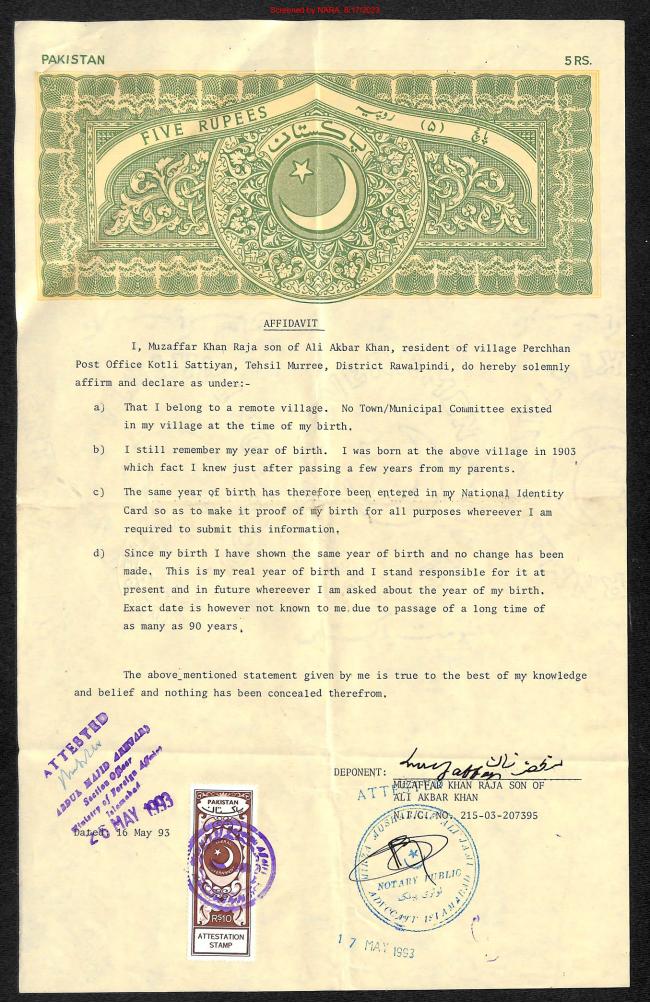 Screened by NARA, 8/17/2023
PAKISTAN 5 RS.
FIVE RUPEES
پانچ (۵) روپیہ
پاکستان
AFFIDAVIT
I, Muzaffar Khan Raja son of Ali Akbar Khan, resident of village Perchhan
Post Office Kotli Sattiyan, Tehsil Murree, District Rawalpindi, do hereby solemnly
affirm and declare as under:-
a) That I belong to a remote village. No Town/Municipal Committee existed
in my village at the time of my birth.
b) I still remember my year of birth. I was born at the above village in 1903
which fact I knew just after passing a few years from my parents.
c) The same year of birth has therefore been entered in my National Identity
Card so as to make it proof of my birth for all purposes whereever I am
required to submit this information.
d) Since my birth I have shown the same year of birth and no change has been
made. This is my real year of birth and I stand responsible for it at
present and in future whereever I am asked about the year of my birth.
Exact date is however not known to me due to passage of a long time of
as many as 90 years.
The above mentioned statement given by me is true to the best of my knowledge
and belief and nothing has been concealed therefrom.
ATTESTED
ABDUL MAJID
Section Officer
Ministry of Foreign Affairs
Islamabad
26 MAY 1993
Dated: 16 May 93
DEPONENT:
Muzaffar
MUZAFFAR KHAN RAJA SON OF
ALI AKBAR KHAN
N.I.C. NO. 215-03-207395
ATTESTED
NOTARY PUBLIC
نوٹری پبلک
ADVOCATE ISLAMABAD
17 MAY 1993
PAKISTAN
پاکستان
Rs10
ATTESTATION
STAMP